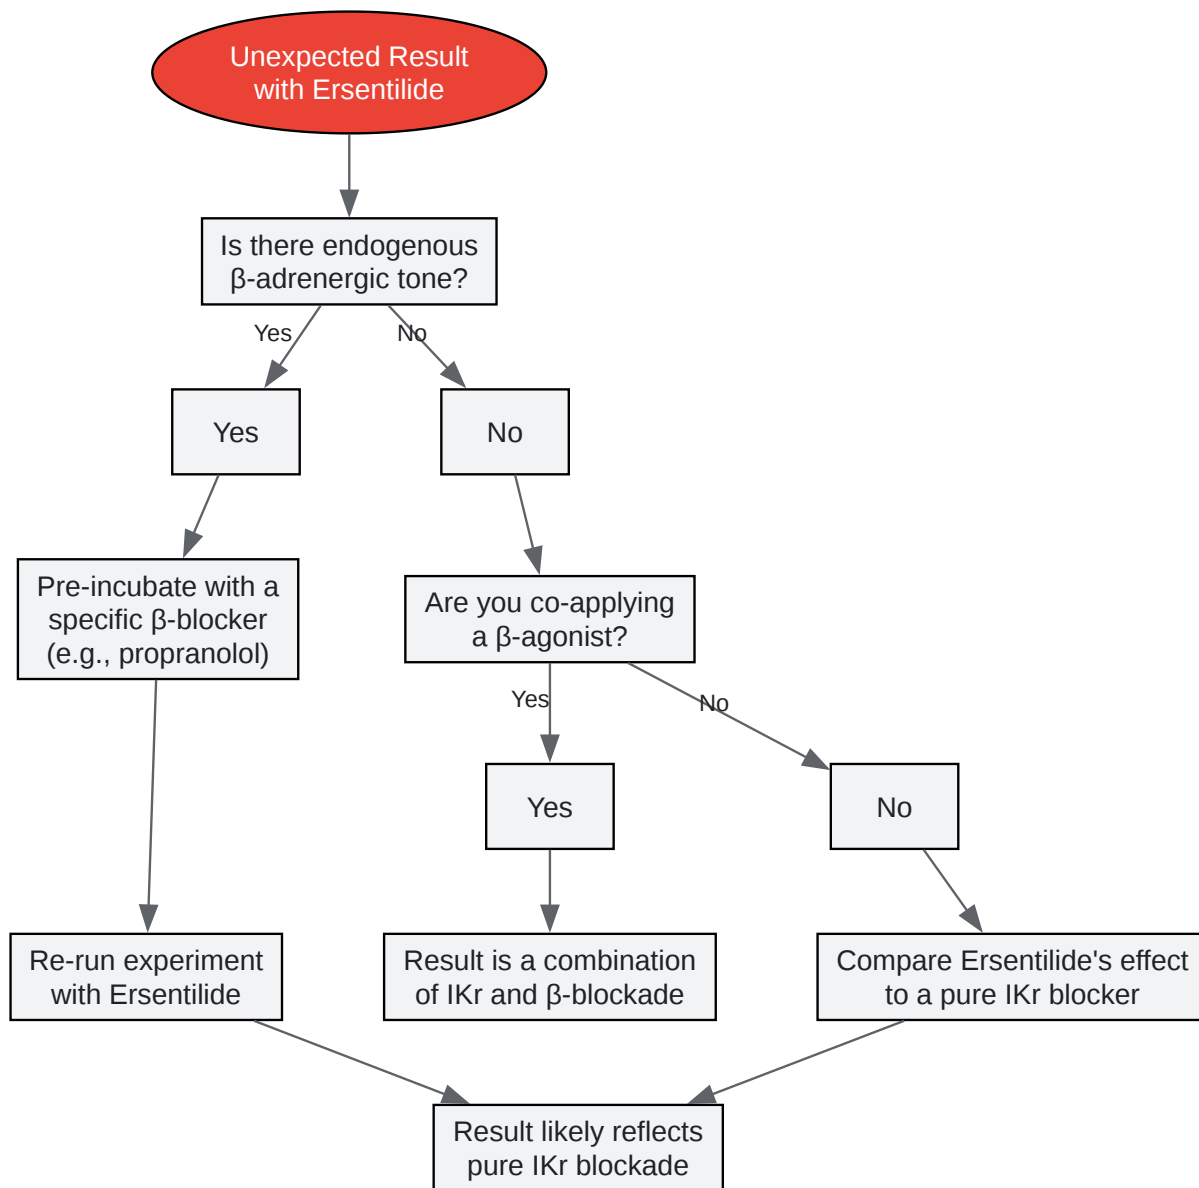 Unexpected Result
with Ersentilide
Is there endogenous
β-adrenergic tone?
Yes
No
Yes
No
Pre-incubate with a
specific β-blocker
(e.g., propranolol)
Are you co-applying
a β-agonist?
Yes
No
Yes
No
Re-run experiment
with Ersentilide
Result is a combination
of IKr and β-blockade
Compare Ersentilide's effect
to a pure IKr blocker
Result likely reflects
pure IKr blockade